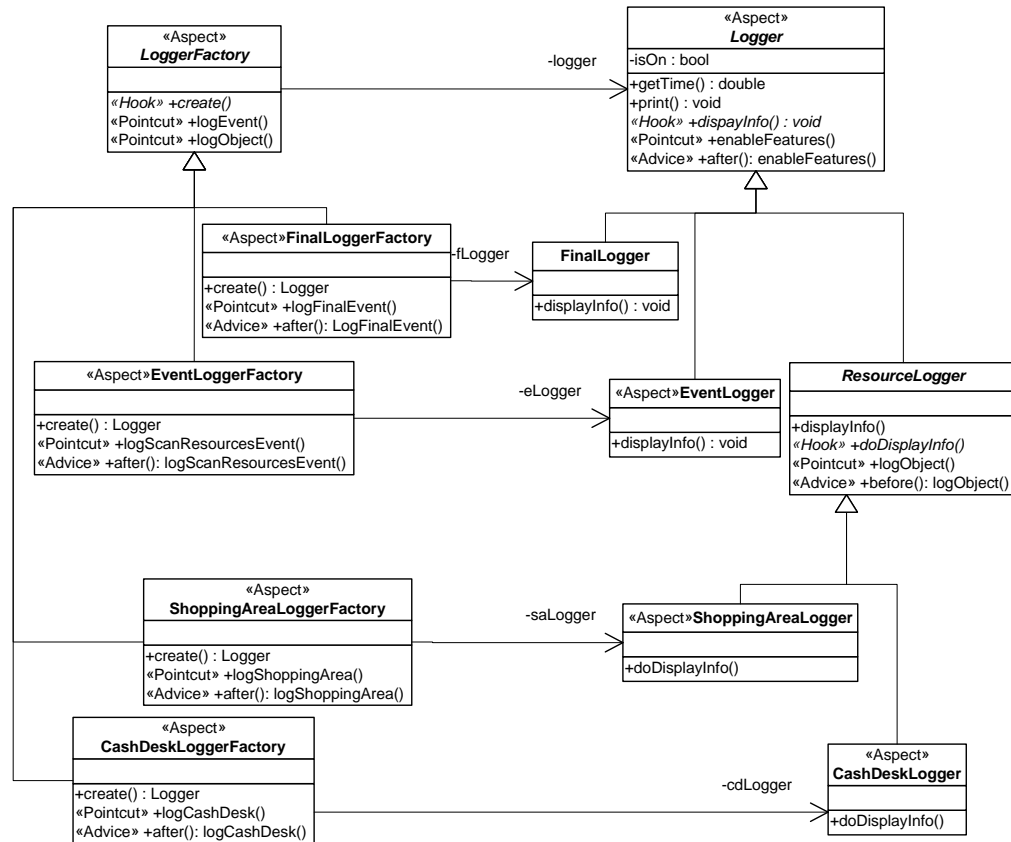 «Aspect»
LoggerFactory
«Hook» +create()
«Pointcut» +logEvent()
«Pointcut» +logObject()
-logger
«Aspect»
Logger
-isOn : bool
+getTime() : double
+print() : void
«Hook» +dispayInfo() : void
«Pointcut» +enableFeatures()
«Advice» +after(): enableFeatures()
«Aspect»FinalLoggerFactory
+create() : Logger
«Pointcut» +logFinalEvent()
«Advice» +after(): LogFinalEvent()
-fLogger
FinalLogger
+displayInfo() : void
«Aspect»EventLoggerFactory
+create() : Logger
«Pointcut» +logScanResourcesEvent()
«Advice» +after(): logScanResourcesEvent()
-eLogger
«Aspect»EventLogger
+displayInfo() : void
ResourceLogger
+displayInfo()
«Hook» +doDisplayInfo()
«Pointcut» +logObject()
«Advice» +before(): logObject()
«Aspect»
ShoppingAreaLoggerFactory
+create() : Logger
«Pointcut» +logShoppingArea()
«Advice» +after(): logShoppingArea()
-saLogger
«Aspect»ShoppingAreaLogger
+doDisplayInfo()
«Aspect»
CashDeskLoggerFactory
+create() : Logger
«Pointcut» +logCashDesk()
«Advice» +after(): logCashDesk()
-cdLogger
«Aspect»
CashDeskLogger
+doDisplayInfo()